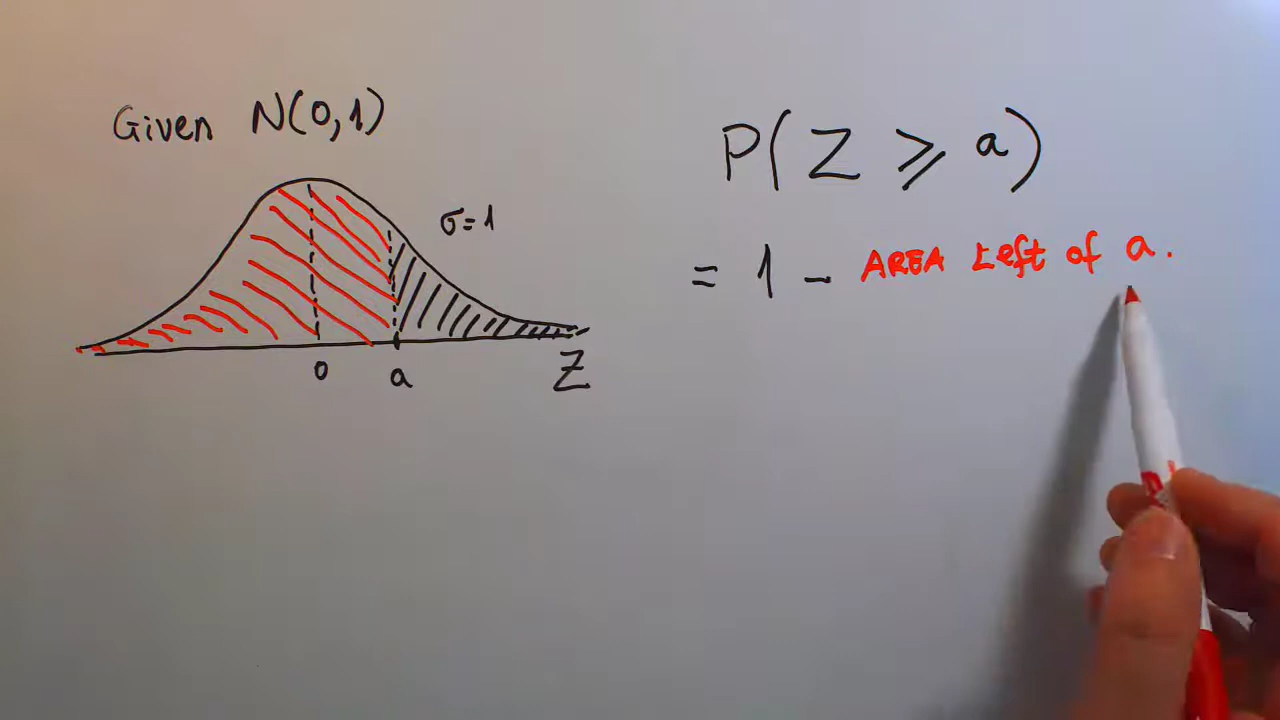 Given N(0,1)
P(Z ⩾ a)
σ=1
= 1 - AREA Left of a.
0 a Z